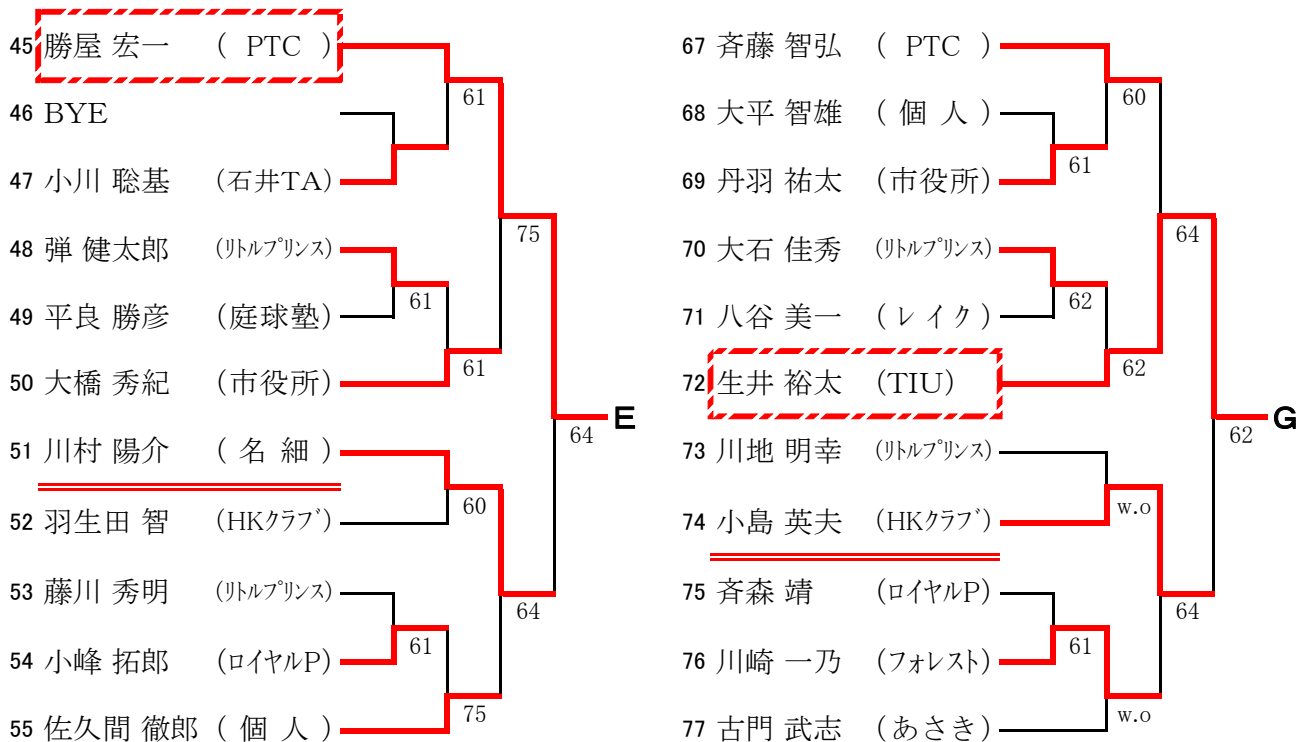 45 勝屋 宏一 ( PTC )
61
46 BYE
47 小川 聡基 (石井TA)
75
48 弾 健太郎 (リトルプリンス)
61
49 平良 勝彦 (庭球塾)
61
50 大橋 秀紀 (市役所)
64 E
51 川村 陽介 ( 名 細 )
60
52 羽生田 智 (HKクラブ)
53 藤川 秀明 (リトルプリンス)
64
61
54 小峰 拓郎 (ロイヤルP)
75
55 佐久間 徹郎 ( 個 人 )
67 斉藤 智弘 ( PTC )
60
68 大平 智雄 ( 個 人 )
61
69 丹羽 祐太 (市役所)
64
70 大石 佳秀 (リトルプリンス)
62
71 八谷 美一 (レイク)
62
72 生井 裕太 (TIU)
62 G
73 川地 明幸 (リトルプリンス)
w.o
74 小島 英夫 (HKクラブ)
75 斉森 靖 (ロイヤルP)
64
61
76 川崎 一乃 (フォレスト)
w.o
77 古門 武志 (あさき)